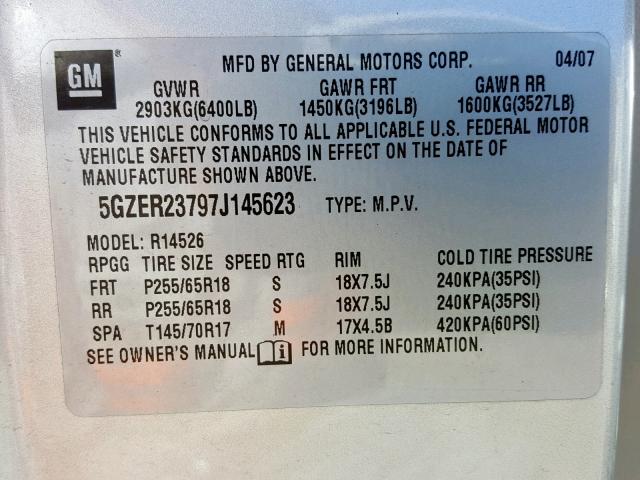 GM ®
MFD BY GENERAL MOTORS CORP. 04/07
GVWR GAWR FRT GAWR RR
2903KG(6400LB) 1450KG(3196LB) 1600KG(3527LB)
THIS VEHICLE CONFORMS TO ALL APPLICABLE U.S. FEDERAL MOTOR
VEHICLE SAFETY STANDARDS IN EFFECT ON THE DATE OF
MANUFACTURE SHOWN ABOVE.
5GZER23797J145623 TYPE: M.P.V.
MODEL: R14526
RPGG TIRE SIZE SPEED RTG RIM COLD TIRE PRESSURE
FRT P255/65R18 S 18X7.5J 240KPA(35PSI)
RR P255/65R18 S 18X7.5J 240KPA(35PSI)
SPA T145/70R17 M 17X4.5B 420KPA(60PSI)
SEE OWNER'S MANUAL i FOR MORE INFORMATION.